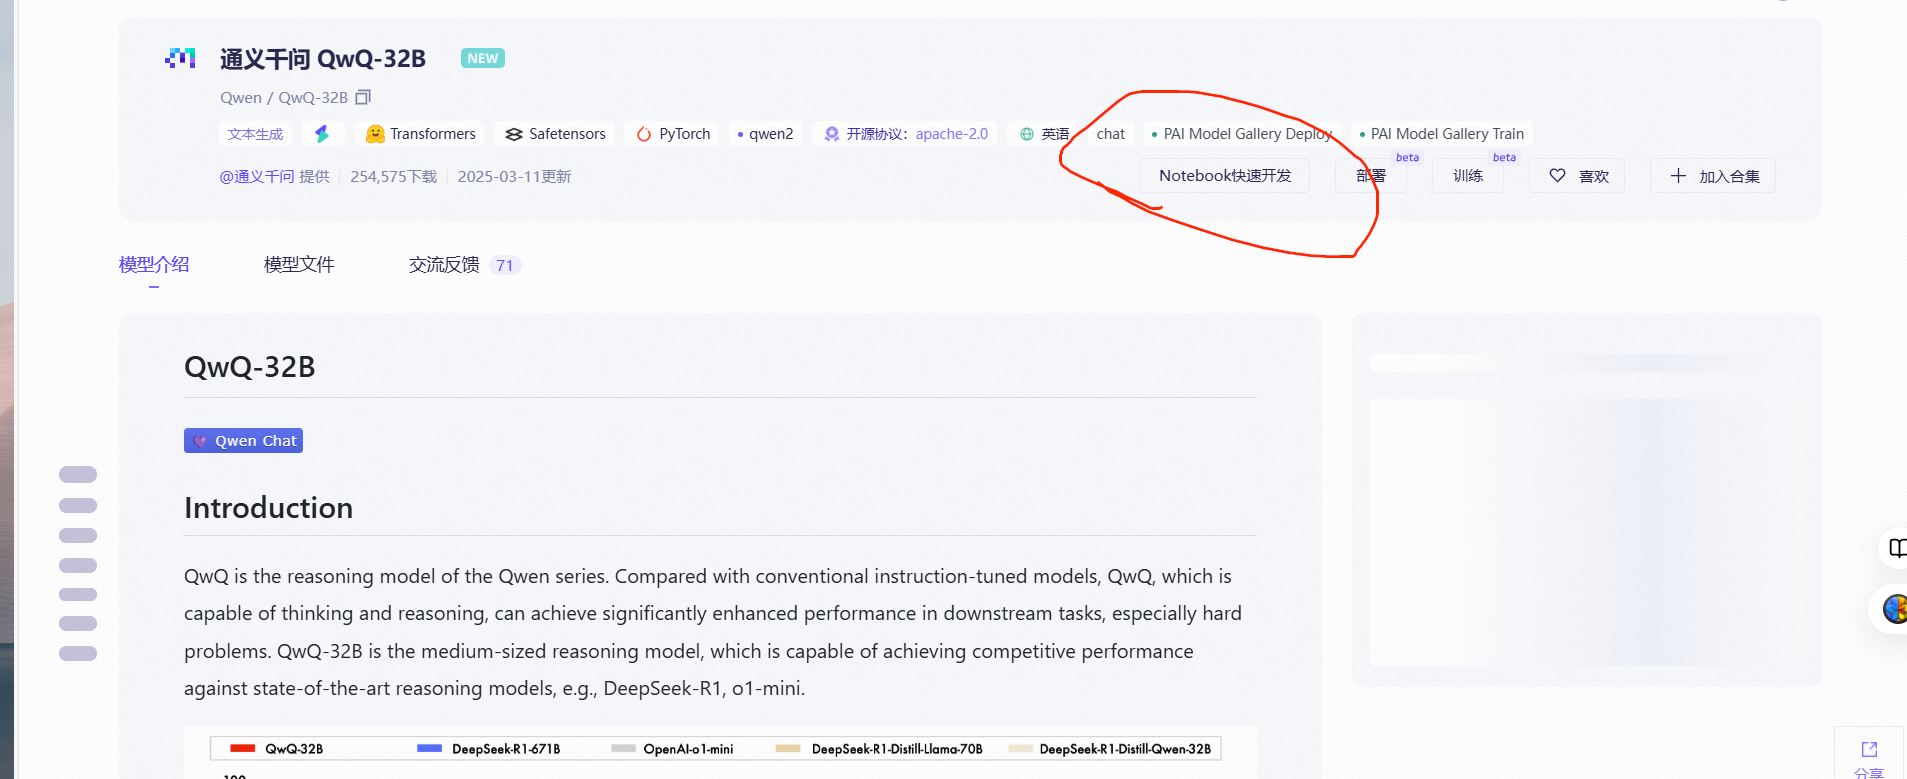 通义千问 QwQ-32B NEW
Qwen / QwQ-32B
文本生成 Transformers Safetensors PyTorch qwen2 开源协议：apache-2.0 英语 chat PAI Model Gallery Deploy PAI Model Gallery Train
@通义千问 提供 254,575下载 2025-03-11更新 Notebook快速开发 部署 beta 训练 beta 喜欢 加入合集
模型介绍 模型文件 交流反馈 71
QwQ-32B
Qwen Chat
Introduction
QwQ is the reasoning model of the Qwen series. Compared with conventional instruction-tuned models, QwQ, which is
capable of thinking and reasoning, can achieve significantly enhanced performance in downstream tasks, especially hard
problems. QwQ-32B is the medium-sized reasoning model, which is capable of achieving competitive performance
against state-of-the-art reasoning models, e.g., DeepSeek-R1, o1-mini.
QwQ-32B DeepSeek-R1-671B OpenAI-o1-mini DeepSeek-R1-Distill-Llama-70B DeepSeek-R1-Distill-Qwen-32B
100
分享